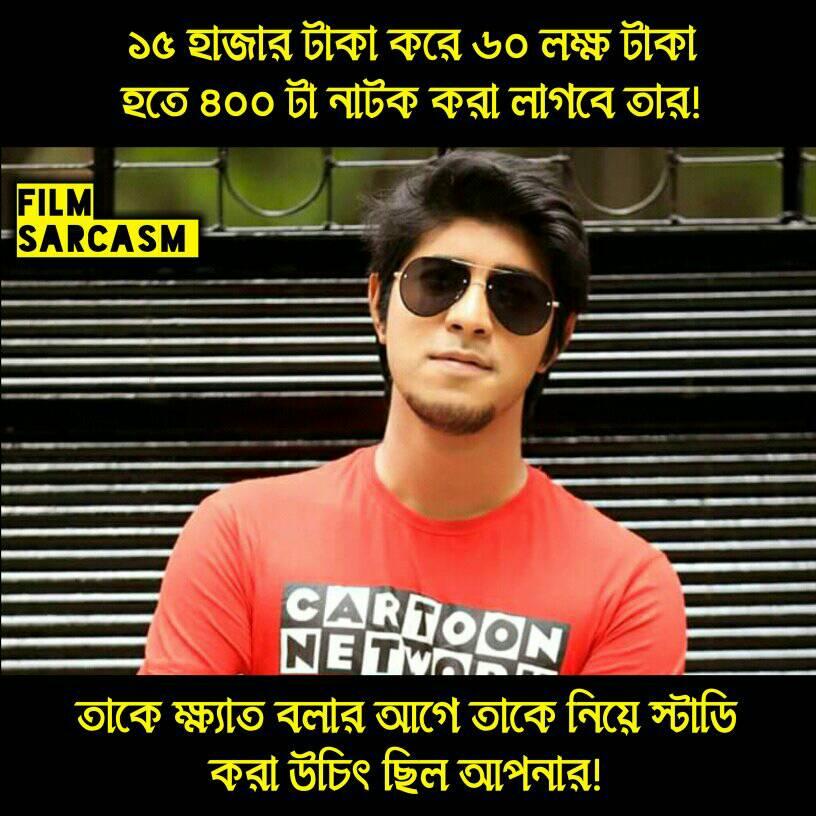 ১৫ হাজার টাকা করে ৬০ লক্ষ টাকা
হতে ৪০০ টা নাটক করা লাগবে তার!
FILM
SARCASM
CARTOON
NETWORK
তাকে ক্ষ্যাত বলার আগে তাকে নিয়ে স্টাডি
করা উচিৎ ছিল আপনার!